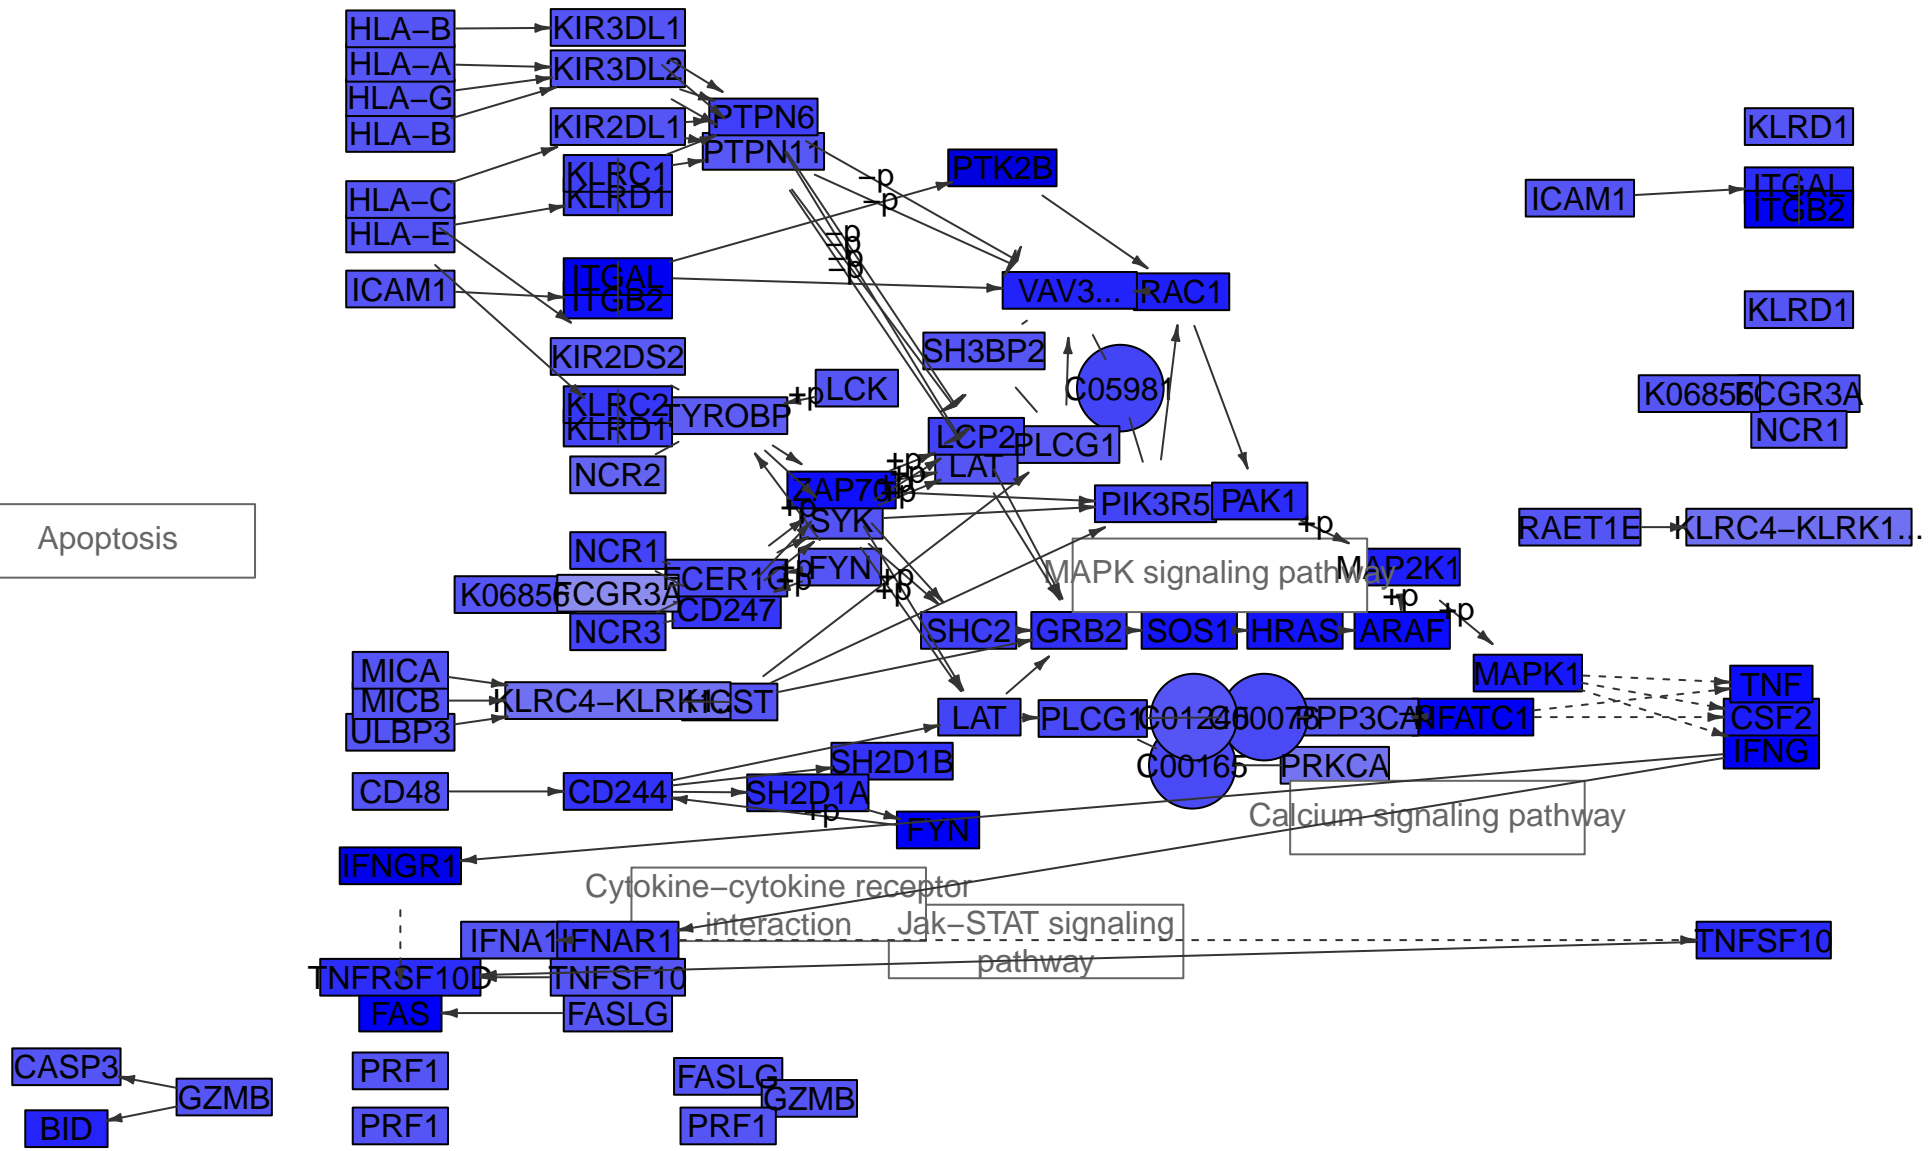 HLA−B
KIR3DL1
HLA−A
KIR3DL2
HLA−G
HLA−B
PTPN6
KIR2DL1
KLRD1
PTPN11
PTK2B
KLRC1
−p
ITGAL
KLRD1
HLA−C
−p
ICAM1
ITGB2
HLA−E
−p
−p
−p
−p
ITGAL
ICAM1
ITGB2
VAV3...
RAC1
KLRD1
KIR2DS2
SH3BP2
LCK
+p
C05981
K06856
FCGR3A
KLRC2
TYROBP
KLRD1
NCR1
LCP2
PLCG1
LAT
+p
+p
+p
+p
NCR2
ZAP70
+p
SYK
PIK3R5
PAK1
+p
RAET1E
KLRC4−KLRK1...
Apoptosis
NCR1
FYN
+p
+p
+p
+p
MAPK signaling pathway
MAP2K1
FCER1G
K06856
FCGR3A
CD247
+p
+p
NCR3
SHC2
GRB2
SOS1
HRAS
ARAF
MICA
MAPK1
TNF
MICB
KLRC4−KLRK1...
HCST
ULBP3
LAT
PLCG1
C01245
C00076
PPP3CA
NFATC1
CSF2
IFNG
SH2D1B
C00165
PRKCA
CD48
CD244
SH2D1A
+p
FYN
Calcium signaling pathway
IFNGR1
Cytokine−cytokine receptor
interaction
Jak−STAT signaling
pathway
IFNA1
IFNAR1
TNFSF10
TNFRSF10D
TNFSF10
FAS
FASLG
CASP3
PRF1
FASLG
GZMB
GZMB
BID
PRF1
PRF1